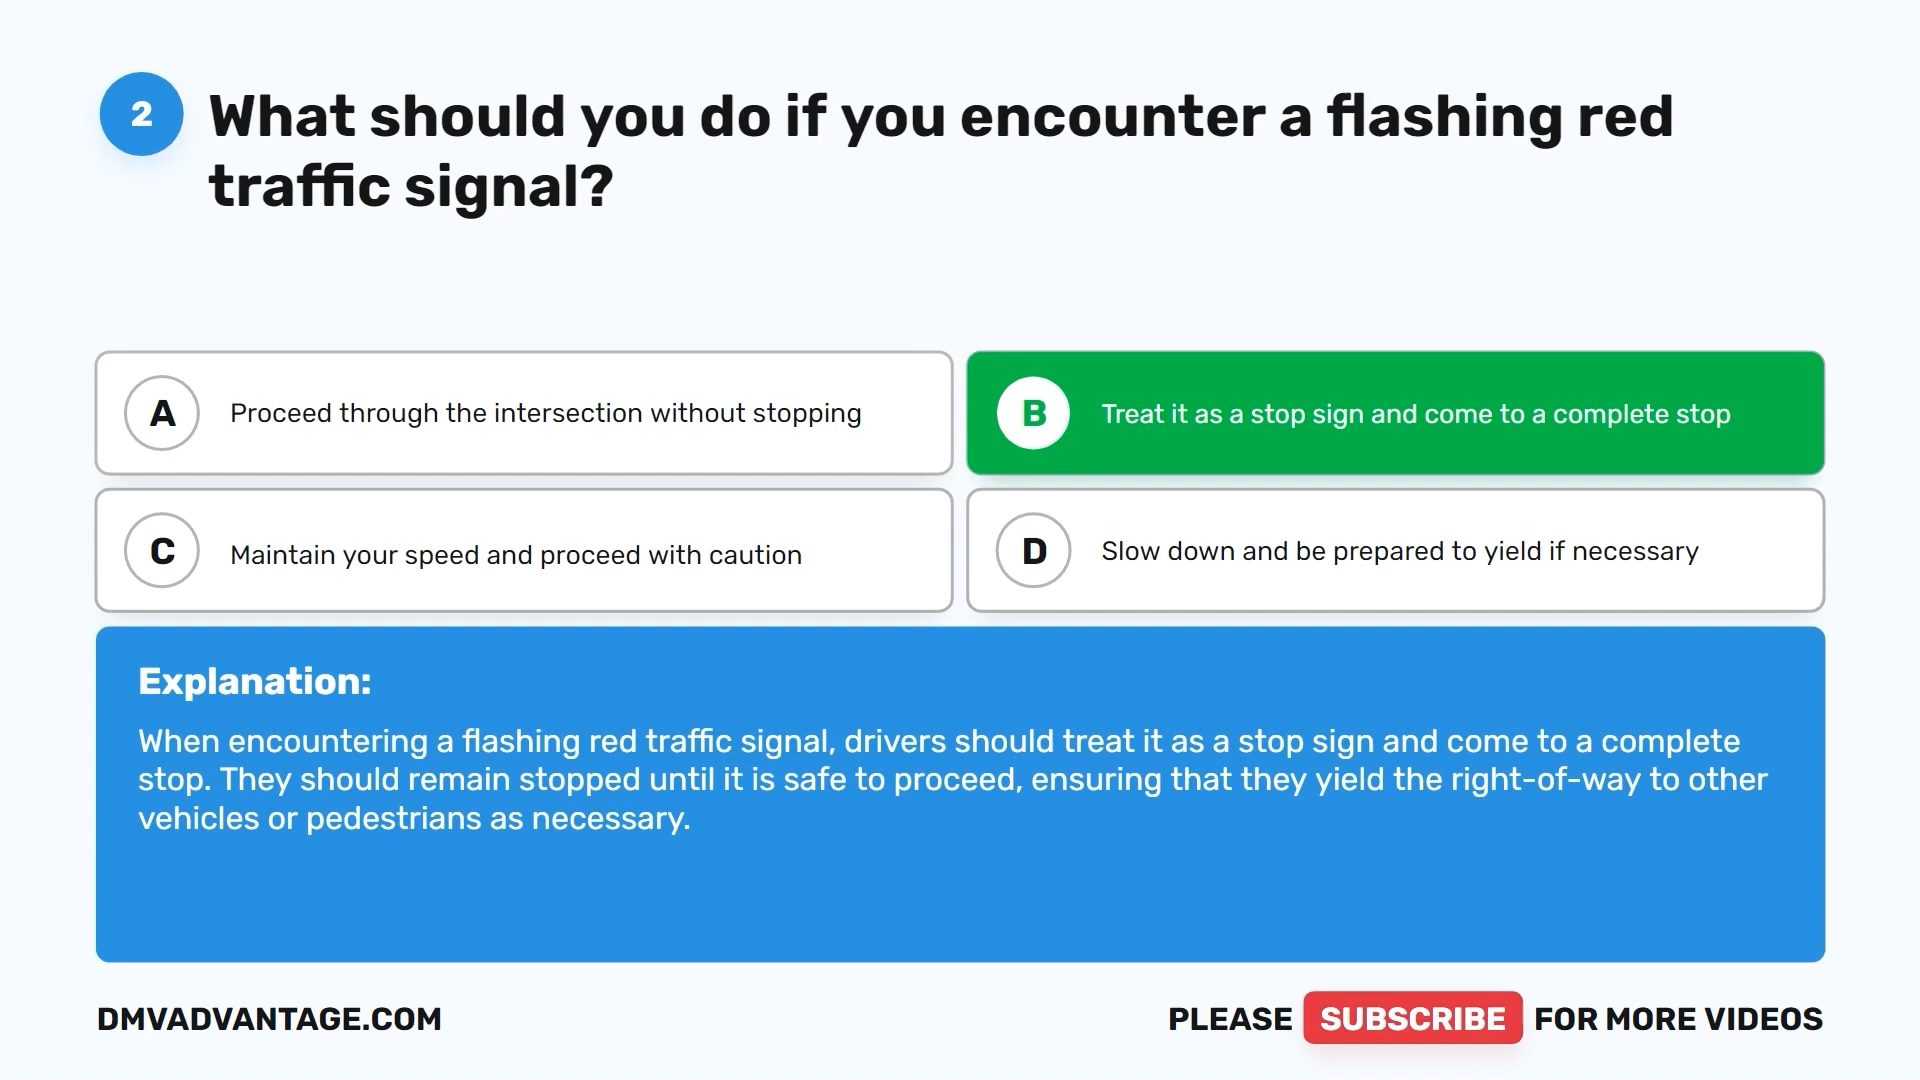 2
What should you do if you encounter a flashing red
traffic signal?
A
Proceed through the intersection without stopping
B
Treat it as a stop sign and come to a complete stop
C
Maintain your speed and proceed with caution
D
Slow down and be prepared to yield if necessary
Explanation:
When encountering a flashing red traffic signal, drivers should treat it as a stop sign and come to a complete
stop. They should remain stopped until it is safe to proceed, ensuring that they yield the right-of-way to other
vehicles or pedestrians as necessary.
DMVADVANTAGE.COM
PLEASE SUBSCRIBE FOR MORE VIDEOS